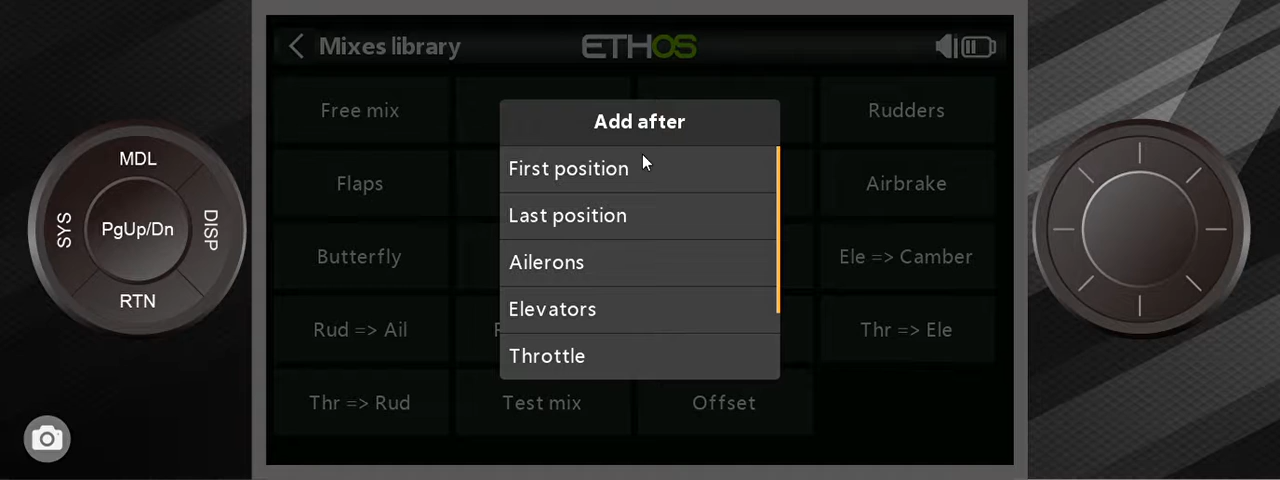 Mixes library
ETHOS
Free mix
Rudders
Flaps
Airbrake
Butterfly
Ele => Camber
Rud => Ail
Thr => Ele
Thr => Rud
Test mix
Offset
Add after
First position
Last position
Ailerons
Elevators
Throttle
MDL
SYS
PgUp/Dn
DISP
RTN